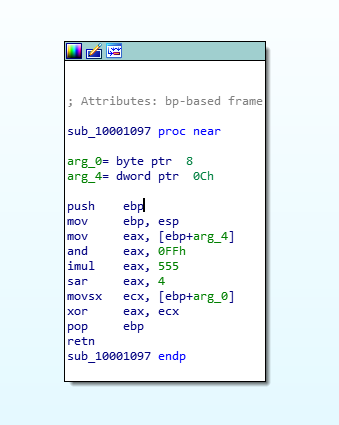 ; Attributes: bp-based frame
sub_10001097 proc near
arg_0= byte ptr  8
arg_4= dword ptr  0Ch
push    ebp
mov     ebp, esp
mov     eax, [ebp+arg_4]
and     eax, 0FFh
imul    eax, 555
sar     eax, 4
movsx   ecx, [ebp+arg_0]
xor     eax, ecx
pop     ebp
retn
sub_10001097 endp